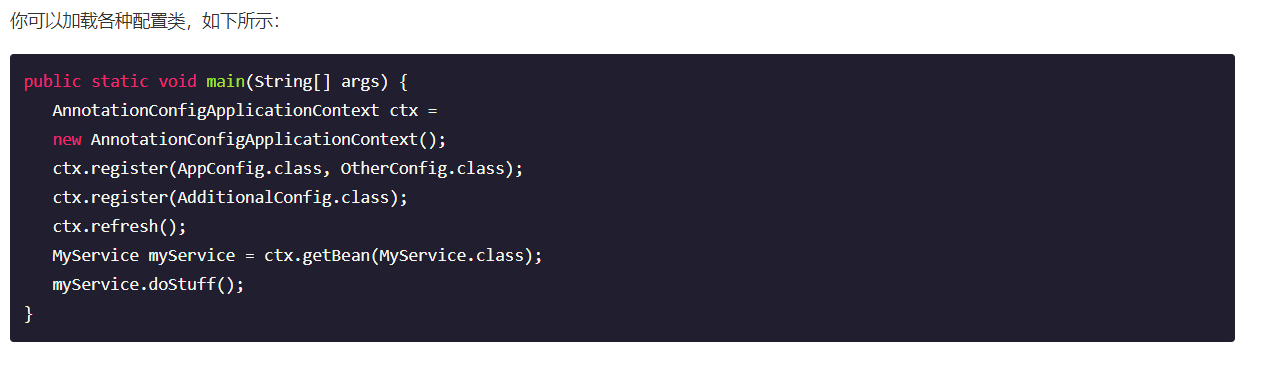 你可以加载各种配置类，如下所示：
public static void main(String[] args) {
   AnnotationConfigApplicationContext ctx =
   new AnnotationConfigApplicationContext();
   ctx.register(AppConfig.class, OtherConfig.class);
   ctx.register(AdditionalConfig.class);
   ctx.refresh();
   MyService myService = ctx.getBean(MyService.class);
   myService.doStuff();
}